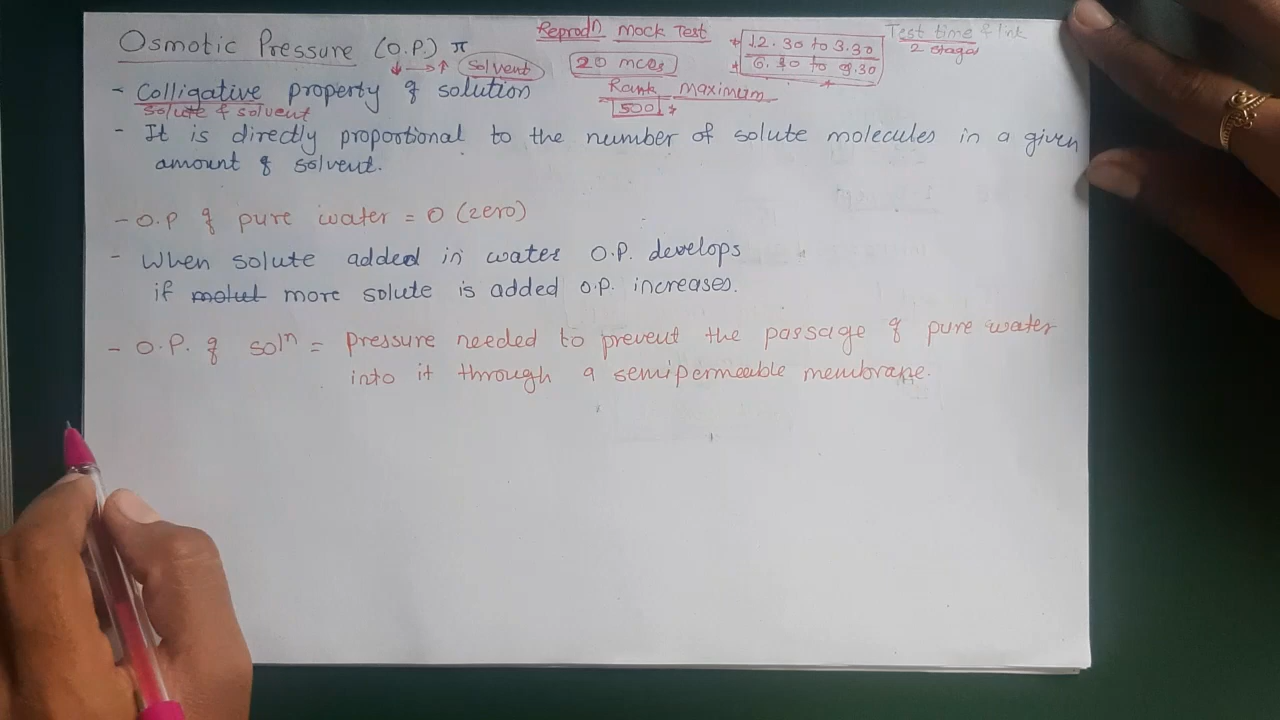 Osmotic Pressure (O.P.) π
Reprodⁿ Mock Test
12.30 to 3.30
6.30 to 9.30
Test time & link
2 stage
↓ → ↑ solvent
20 mcqs
- Colligative property of solution
solute & solvent
Rank maximum
500
- It is directly proportional to the number of solute molecules in a given
amount of solvent.
- O.P of pure water = 0 (zero)
- When solute added in water O.P. develops
if more solute is added O.P. increases.
- O.P. of solⁿ = Pressure needed to prevent the passage of pure water
into it through a semipermeable membrane.